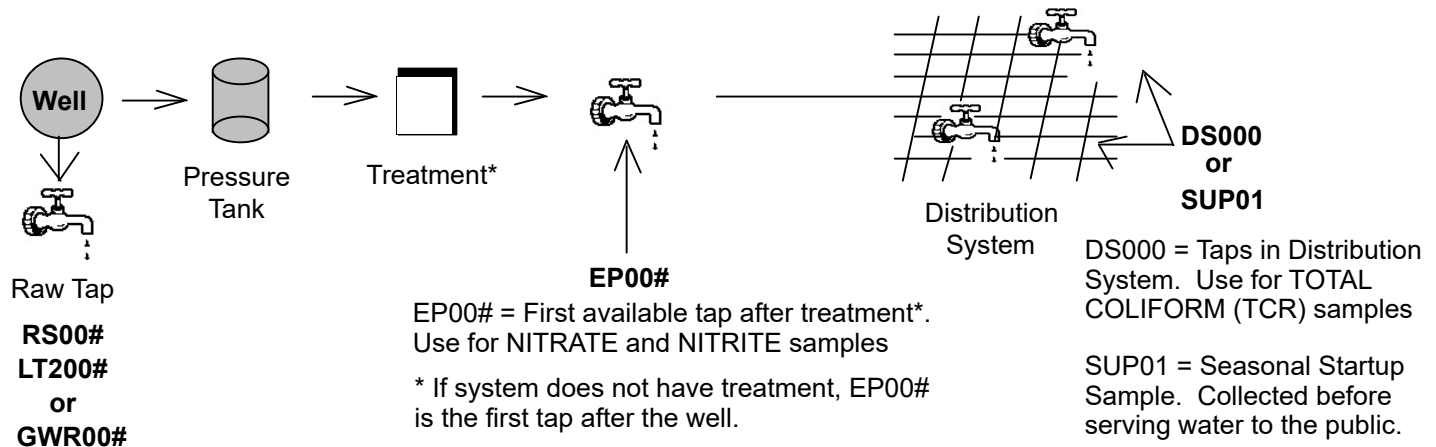 Well
Pressure
Tank
Treatment*
Raw Tap
RS00#
LT200#
or
GWR00#
EP00#
EP00# = First available tap after treatment*.
Use for NITRATE and NITRITE samples
* If system does not have treatment, EP00#
is the first tap after the well.
Distribution
System
DS000
or
SUP01
DS000 = Taps in Distribution
System. Use for TOTAL
COLIFORM (TCR) samples
SUP01 = Seasonal Startup
Sample. Collected before
serving water to the public.